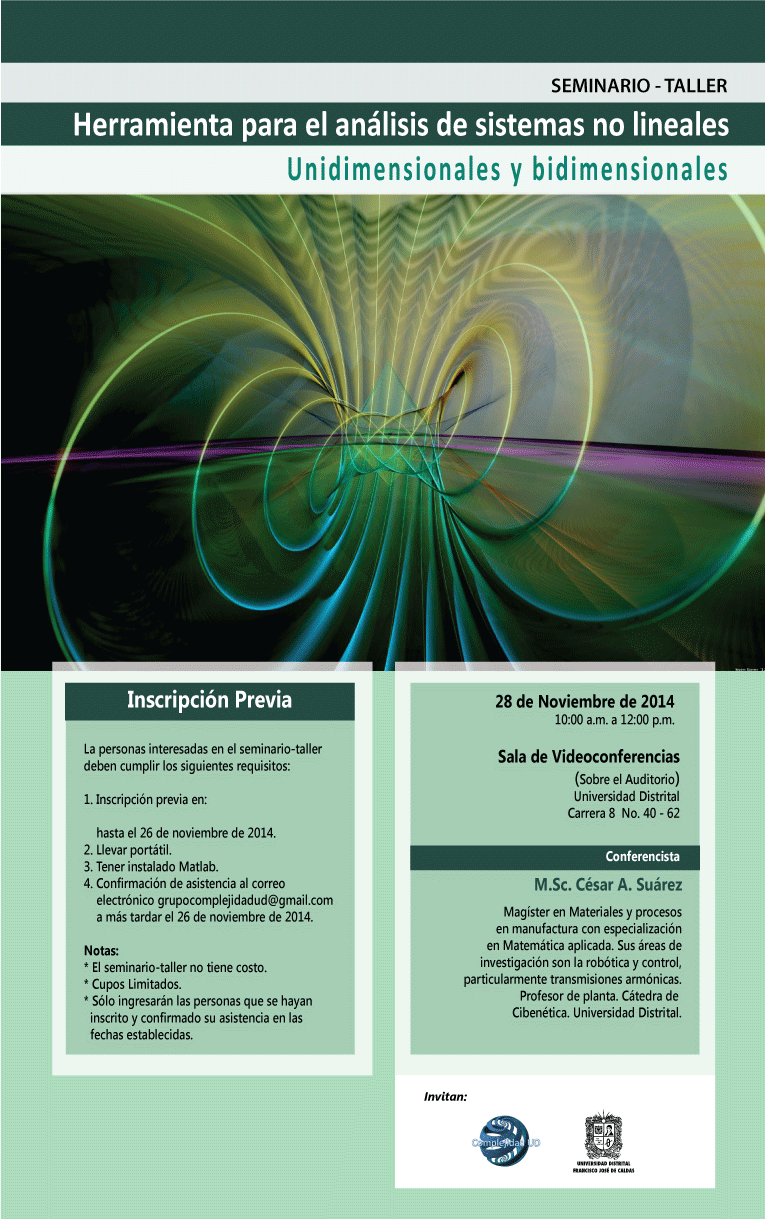 SEMINARIO - TALLER
Herramienta para el análisis de sistemas no lineales
Unidimensionales y bidimensionales
Inscripción Previa
La personas interesadas en el seminario-taller
deben cumplir los siguientes requisitos:
1. Inscripción previa en:
hasta el 26 de noviembre de 2014.
2. Llevar portátil.
3. Tener instalado Matlab.
4. Confirmación de asistencia al correo
electrónico grupocomplejidadud@gmail.com
a más tardar el 26 de noviembre de 2014.
Notas:
* El seminario-taller no tiene costo.
* Cupos Limitados.
* Sólo ingresarán las personas que se hayan
inscrito y confirmado su asistencia en las
fechas establecidas.
28 de Noviembre de 2014
10:00 a.m. a 12:00 p.m.
Sala de Videoconferencias
(Sobre el Auditorio)
Universidad Distrital
Carrera 8 No. 40 - 62
Conferencista
M.Sc. César A. Suárez
Magíster en Materiales y procesos
en manufactura con especialización
en Matemática aplicada. Sus áreas de
investigación son la robótica y control,
particularmente transmisiones armónicas.
Profesor de planta. Cátedra de
Cibenética. Universidad Distrital.
Invitan:
Complejidad UD
UNIVERSIDAD DISTRITAL
FRANCISCO JOSÉ DE CALDAS